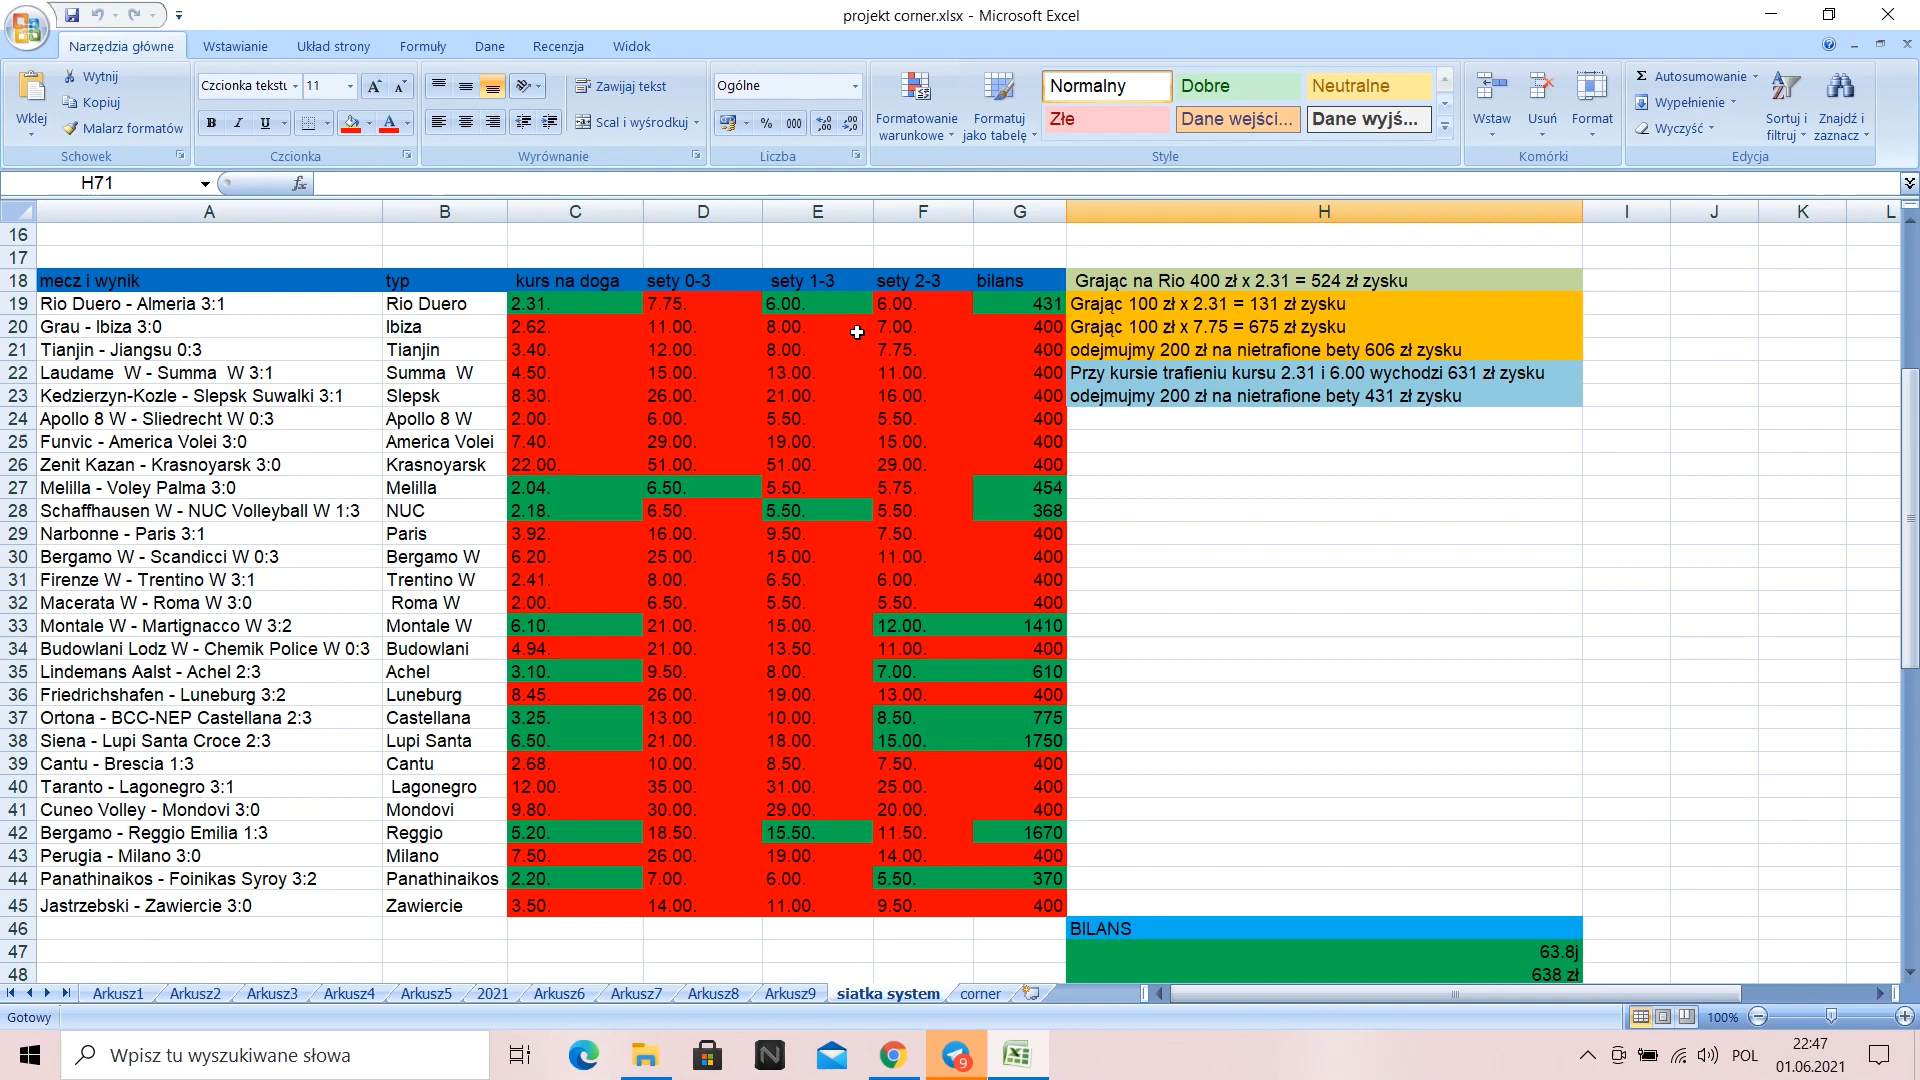 projekt corner.xlsx - Microsoft Excel
Narzędzia główne Wstawianie Układ strony Formuły Dane Recenzja Widok
Wklej
Wytnij
Kopiuj
Malarz formatów
Schowek
Czcionka tekstu 11
B I U
Czcionka
Zawijaj tekst
Scal i wyśrodkuj
Wyrównanie
Ogólne
% 000
Liczba
Formatowanie warunkowe
Formatuj jako tabelę
Normalny Dobre Neutralne
Złe Dane wejści... Dane wyjś...
Style
Wstaw Usuń Format
Komórki
Autosumowanie
Wypełnienie
Wyczyść
Sortuj i filtruj
Znajdź i zaznacz
Edycja
H71 fx
A B C D E F G H I J K L
16
17
18 mecz i wynik typ kurs na doga sety 0-3 sety 1-3 sety 2-3 bilans Grając na Rio 400 zł x 2.31 = 524 zł zysku
19 Rio Duero - Almeria 3:1 Rio Duero 2.31. 7.75. 6.00. 6.00. 431 Grając 100 zł x 2.31 = 131 zł zysku
20 Grau - Ibiza 3:0 Ibiza 2.62. 11.00. 8.00. 7.00. 400 Grając 100 zł x 7.75 = 675 zł zysku
21 Tianjin - Jiangsu 0:3 Tianjin 3.40. 12.00. 8.00. 7.75. 400 odejmujmy 200 zł na nietrafione bety 606 zł zysku
22 Laudame W - Summa W 3:1 Summa W 4.50. 15.00. 13.00. 11.00. 400 Przy kursie trafieniu kursu 2.31 i 6.00 wychodzi 631 zł zysku
23 Kedzierzyn-Kozle - Slepsk Suwalki 3:1 Slepsk 8.30. 26.00. 21.00. 16.00. 400 odejmujmy 200 zł na nietrafione bety 431 zł zysku
24 Apollo 8 W - Sliedrecht W 0:3 Apollo 8 W 2.00. 6.00. 5.50. 5.50. 400
25 Funvic - America Volei 3:0 America Volei 7.40. 29.00. 19.00. 15.00. 400
26 Zenit Kazan - Krasnoyarsk 3:0 Krasnoyarsk 22.00. 51.00. 51.00. 29.00. 400
27 Melilla - Voley Palma 3:0 Melilla 2.04. 6.50. 5.50. 5.75. 454
28 Schaffhausen W - NUC Volleyball W 1:3 NUC 2.18. 6.50. 5.50. 5.50. 368
29 Narbonne - Paris 3:1 Paris 3.92. 16.00. 9.50. 7.50. 400
30 Bergamo W - Scandicci W 0:3 Bergamo W 6.20. 25.00. 15.00. 11.00. 400
31 Firenze W - Trentino W 3:1 Trentino W 2.41. 8.00. 6.50. 6.00. 400
32 Macerata W - Roma W 3:0 Roma W 2.00. 6.50. 5.50. 5.50. 400
33 Montale W - Martignacco W 3:2 Montale W 6.10. 21.00. 15.00. 12.00. 1410
34 Budowlani Lodz W - Chemik Police W 0:3 Budowlani 4.94. 21.00. 13.50. 11.00. 400
35 Lindemans Aalst - Achel 2:3 Achel 3.10. 9.50. 8.00. 7.00. 610
36 Friedrichshafen - Luneburg 3:2 Luneburg 8.45. 26.00. 19.00. 13.00. 400
37 Ortona - BCC-NEP Castellana 2:3 Castellana 3.25. 13.00. 10.00. 8.50. 775
38 Siena - Lupi Santa Croce 2:3 Lupi Santa 6.50. 21.00. 18.00. 15.00. 1750
39 Cantu - Brescia 1:3 Cantu 2.68. 10.00. 8.50. 7.50. 400
40 Taranto - Lagonegro 3:1 Lagonegro 12.00. 35.00. 31.00. 25.00. 400
41 Cuneo Volley - Mondovi 3:0 Mondovi 9.80. 30.00. 29.00. 20.00. 400
42 Bergamo - Reggio Emilia 1:3 Reggio 5.20. 18.50. 15.50. 11.50. 1670
43 Perugia - Milano 3:0 Milano 7.50. 26.00. 19.00. 14.00. 400
44 Panathinaikos - Foinikas Syroy 3:2 Panathinaikos 2.20. 7.00. 6.00. 5.50. 370
45 Jastrzebski - Zawiercie 3:0 Zawiercie 3.50. 14.00. 11.00. 9.50. 400
46 BILANS
47 63.8j
48 638 zł
Arkusz1 Arkusz2 Arkusz3 Arkusz4 Arkusz5 2021 Arkusz6 Arkusz7 Arkusz8 Arkusz9 siatka system corner
Gotowy 100%
Wpisz tu wyszukiwane słowa
9
POL
22:47
01.06.2021